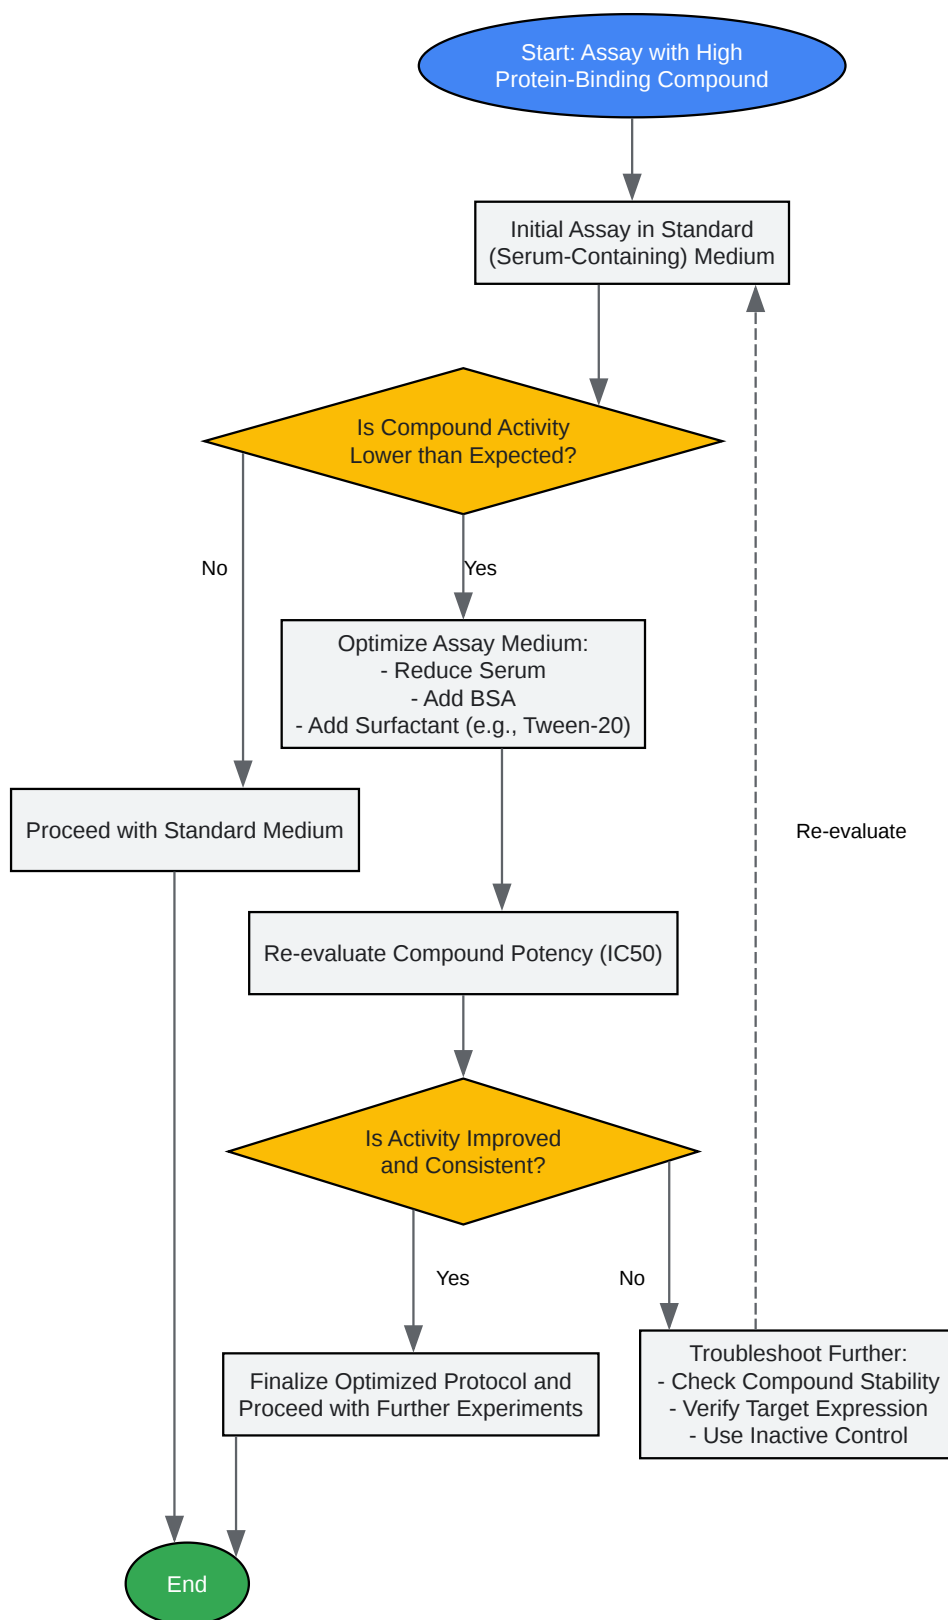 Start: Assay with High
Protein-Binding Compound
Initial Assay in Standard
(Serum-Containing) Medium
Is Compound Activity
Lower than Expected?
No
Yes
Optimize Assay Medium:
- Reduce Serum
- Add BSA
- Add Surfactant (e.g., Tween-20)
Proceed with Standard Medium
Re-evaluate
Re-evaluate Compound Potency (IC50)
Is Activity Improved
and Consistent?
Yes
No
Finalize Optimized Protocol and
Proceed with Further Experiments
Troubleshoot Further:
- Check Compound Stability
- Verify Target Expression
- Use Inactive Control
End